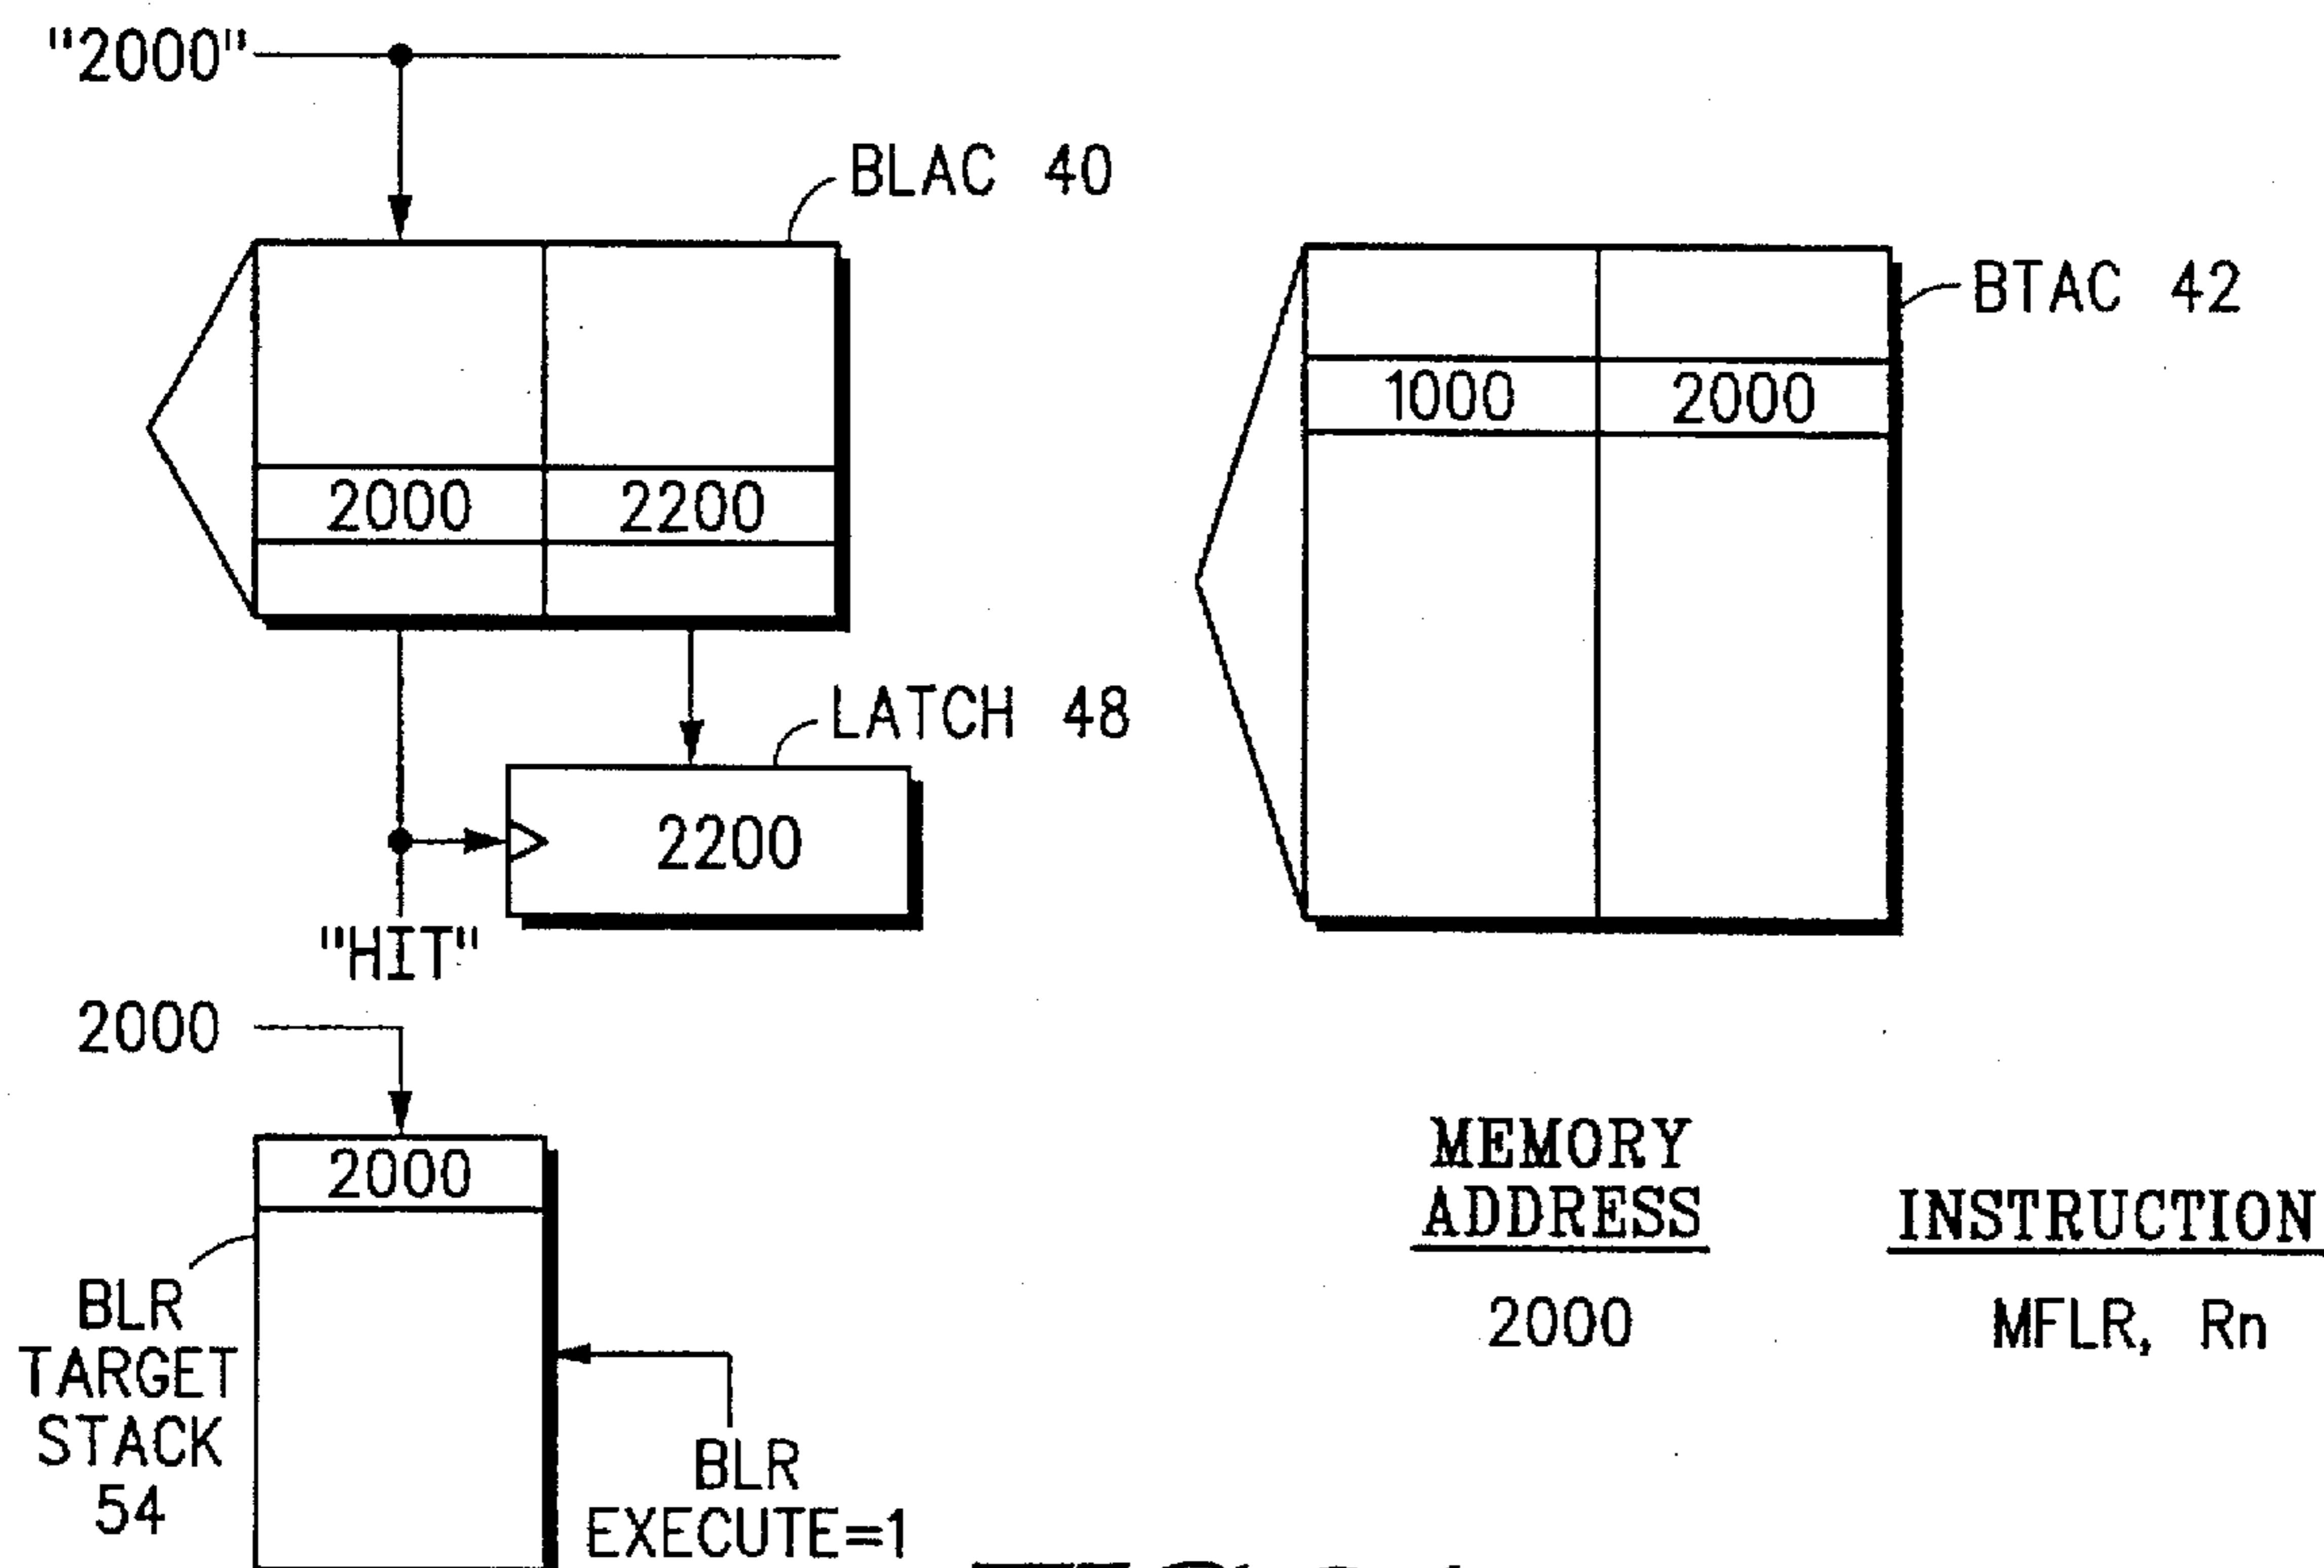 "2000"
BLAC 40
BTAC 42
1000 2000
2000 2200
LATCH 48
2200
"HIT"
2000
2000
BLR
TARGET
STACK
54
BLR
EXECUTE=1
MEMORY
ADDRESS
INSTRUCTION
2000
MFLR, Rn